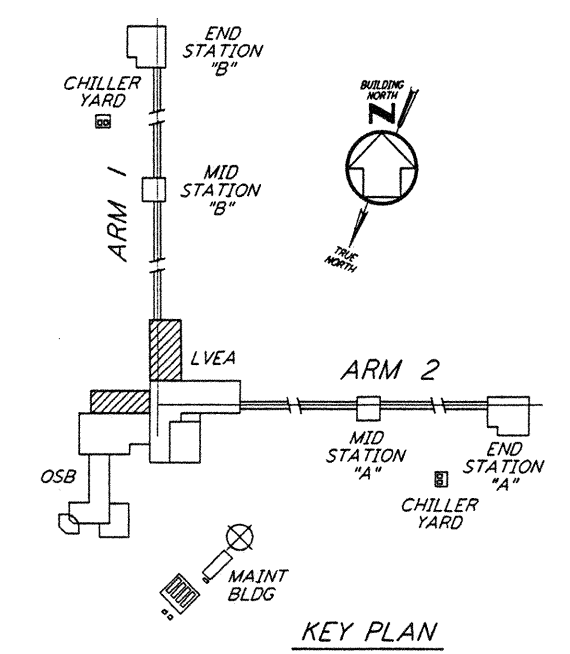 END
STATION
"B"
CHILLER
YARD
BUILDING
NORTH
N
MID
STATION
"B"
ARM 1
TRUE
NORTH
LVEA
ARM 2
MID
STATION
"A"
END
STATION
"A"
OSB
CHILLER
YARD
MAINT
BLDG
KEY PLAN